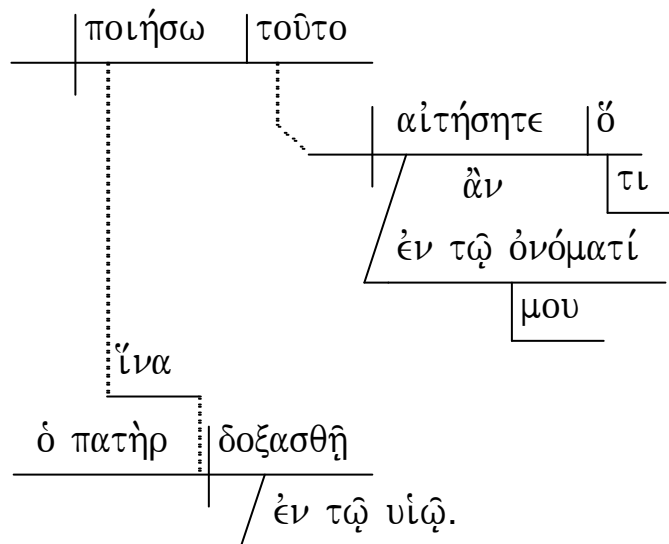 ποιήσω τοῦτο
αἰτήσητε ὅ
ἂν τι
ἐν τῷ ὀνόματί
μου
ἵνα
ὁ πατὴρ δοξασθῇ
ἐν τῷ υἱῷ.